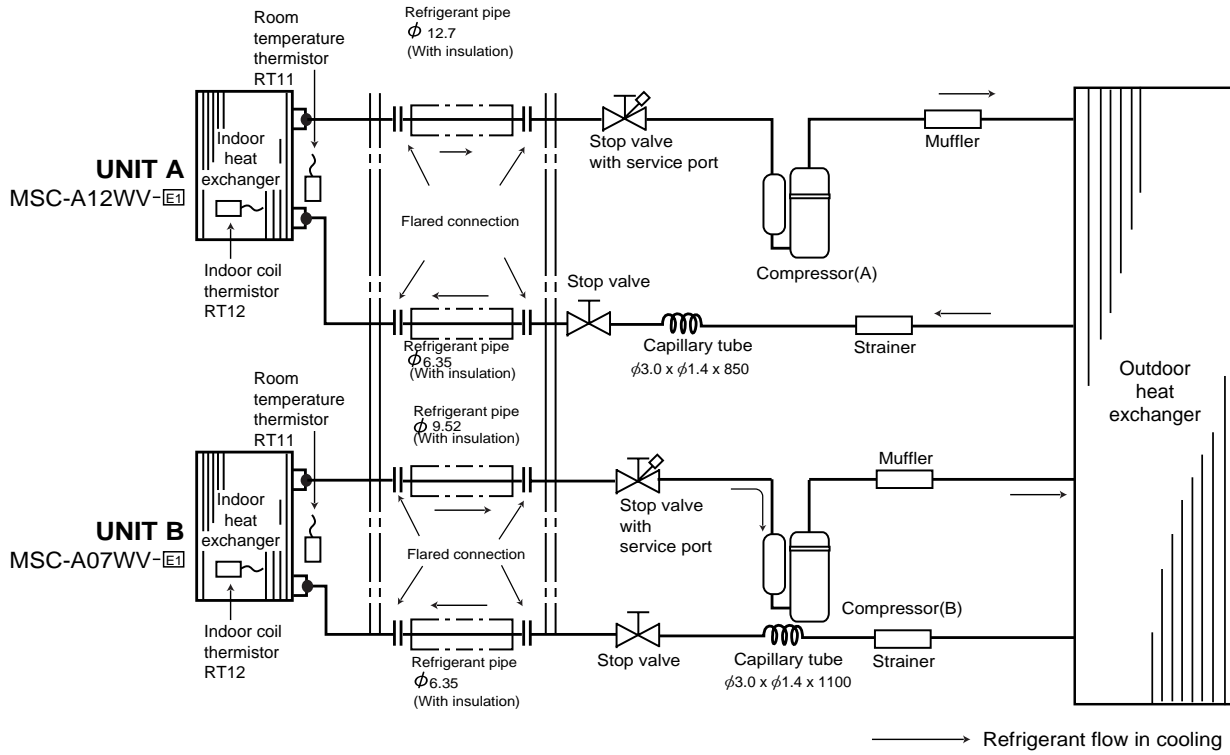 Refrigerant pipe
ϕ 12.7
(With insulation)
Room
temperature
thermistor
RT11
Indoor
heat
exchanger
UNIT A
MSC-A12WV-E1
Indoor coil
thermistor
RT12
Flared connection
Stop valve
with service port
Compressor(A)
Muffler
Stop valve
Capillary tube
ϕ3.0 x ϕ1.4 x 850
Strainer
Refrigerant pipe
ϕ6.35
(With insulation)
Outdoor
heat
exchanger
Room
temperature
thermistor
RT11
Refrigerant pipe
ϕ 9.52
(With insulation)
Indoor
heat
exchanger
UNIT B
MSC-A07WV-E1
Indoor coil
thermistor
RT12
Flared connection
Stop valve
with
service port
Muffler
Compressor(B)
Refrigerant pipe
ϕ6.35
(With insulation)
Stop valve
Capillary tube
ϕ3.0 x ϕ1.4 x 1100
Strainer
Refrigerant flow in cooling